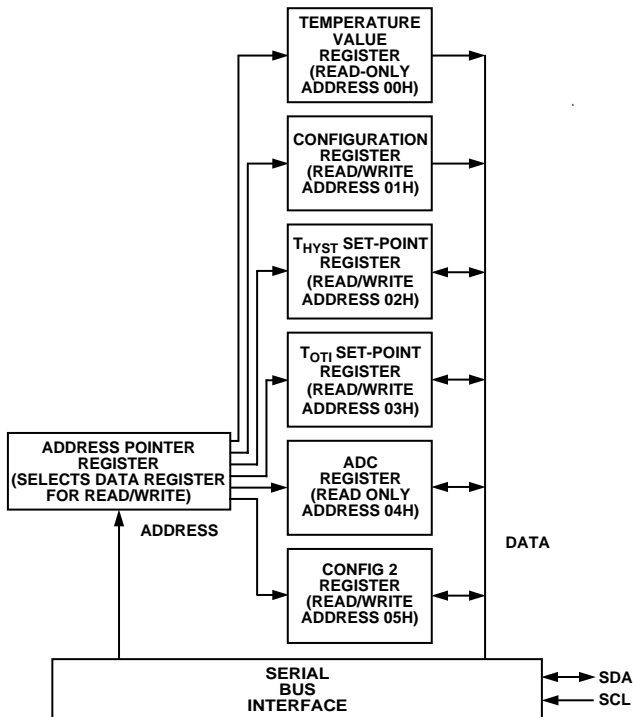 TEMPERATURE
VALUE
REGISTER
(READ-ONLY
ADDRESS 00H)
CONFIGURATION
REGISTER
(READ/WRITE
ADDRESS 01H)
THYST SET-POINT
REGISTER
(READ/WRITE
ADDRESS 02H)
TOTI SET-POINT
REGISTER
(READ/WRITE
ADDRESS 03H)
ADDRESS POINTER
REGISTER
(SELECTS DATA REGISTER
FOR READ/WRITE)
ADC
REGISTER
(READ ONLY
ADDRESS 04H)
ADDRESS
DATA
CONFIG 2
REGISTER
(READ/WRITE
ADDRESS 05H)
SERIAL
BUS
INTERFACE
SDA
SCL